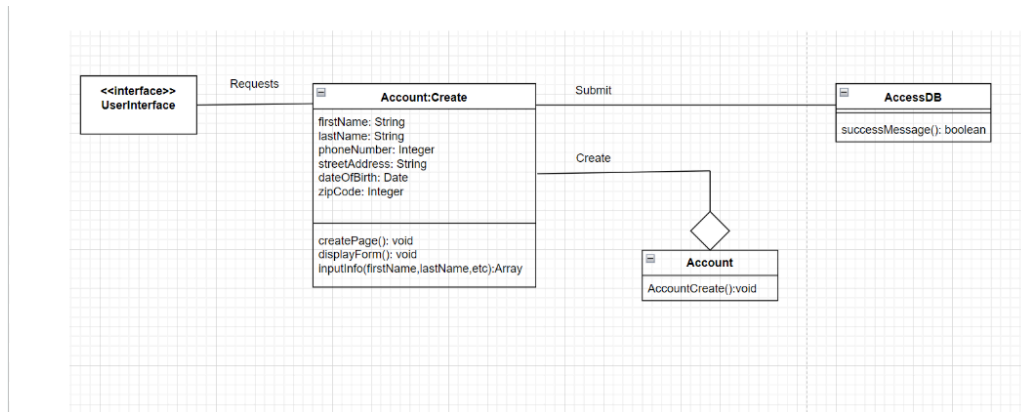 <<interface>>
UserInterface
Requests
Account:Create
firstName: String
lastName: String
phoneNumber: Integer
streetAddress: String
dateOfBirth: Date
zipCode: Integer
createPage(): void
displayForm(): void
inputInfo(firstName,lastName,etc):Array
Submit
AccessDB
successMessage(): boolean
Create
Account
AccountCreate():void